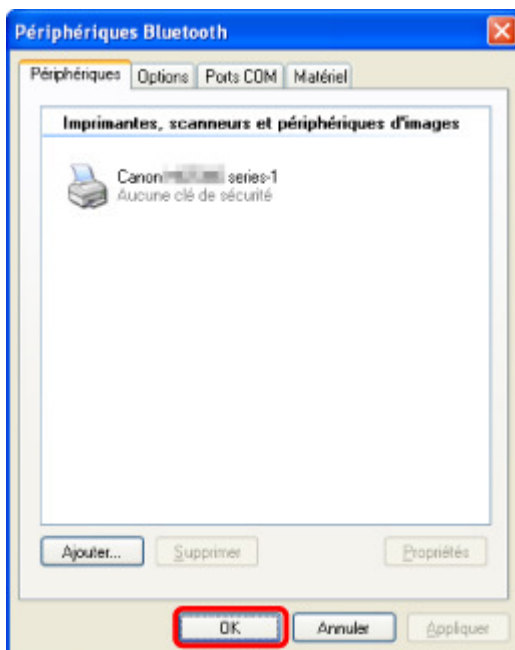 Périphériques Bluetooth
Périphériques Options Ports COM Matériel
Imprimantes, scanneurs et périphériques d'images
Canon series-1
Aucune clé de sécurité
Ajouter... Supprimer Propriétés
OK Annuler Appliquer